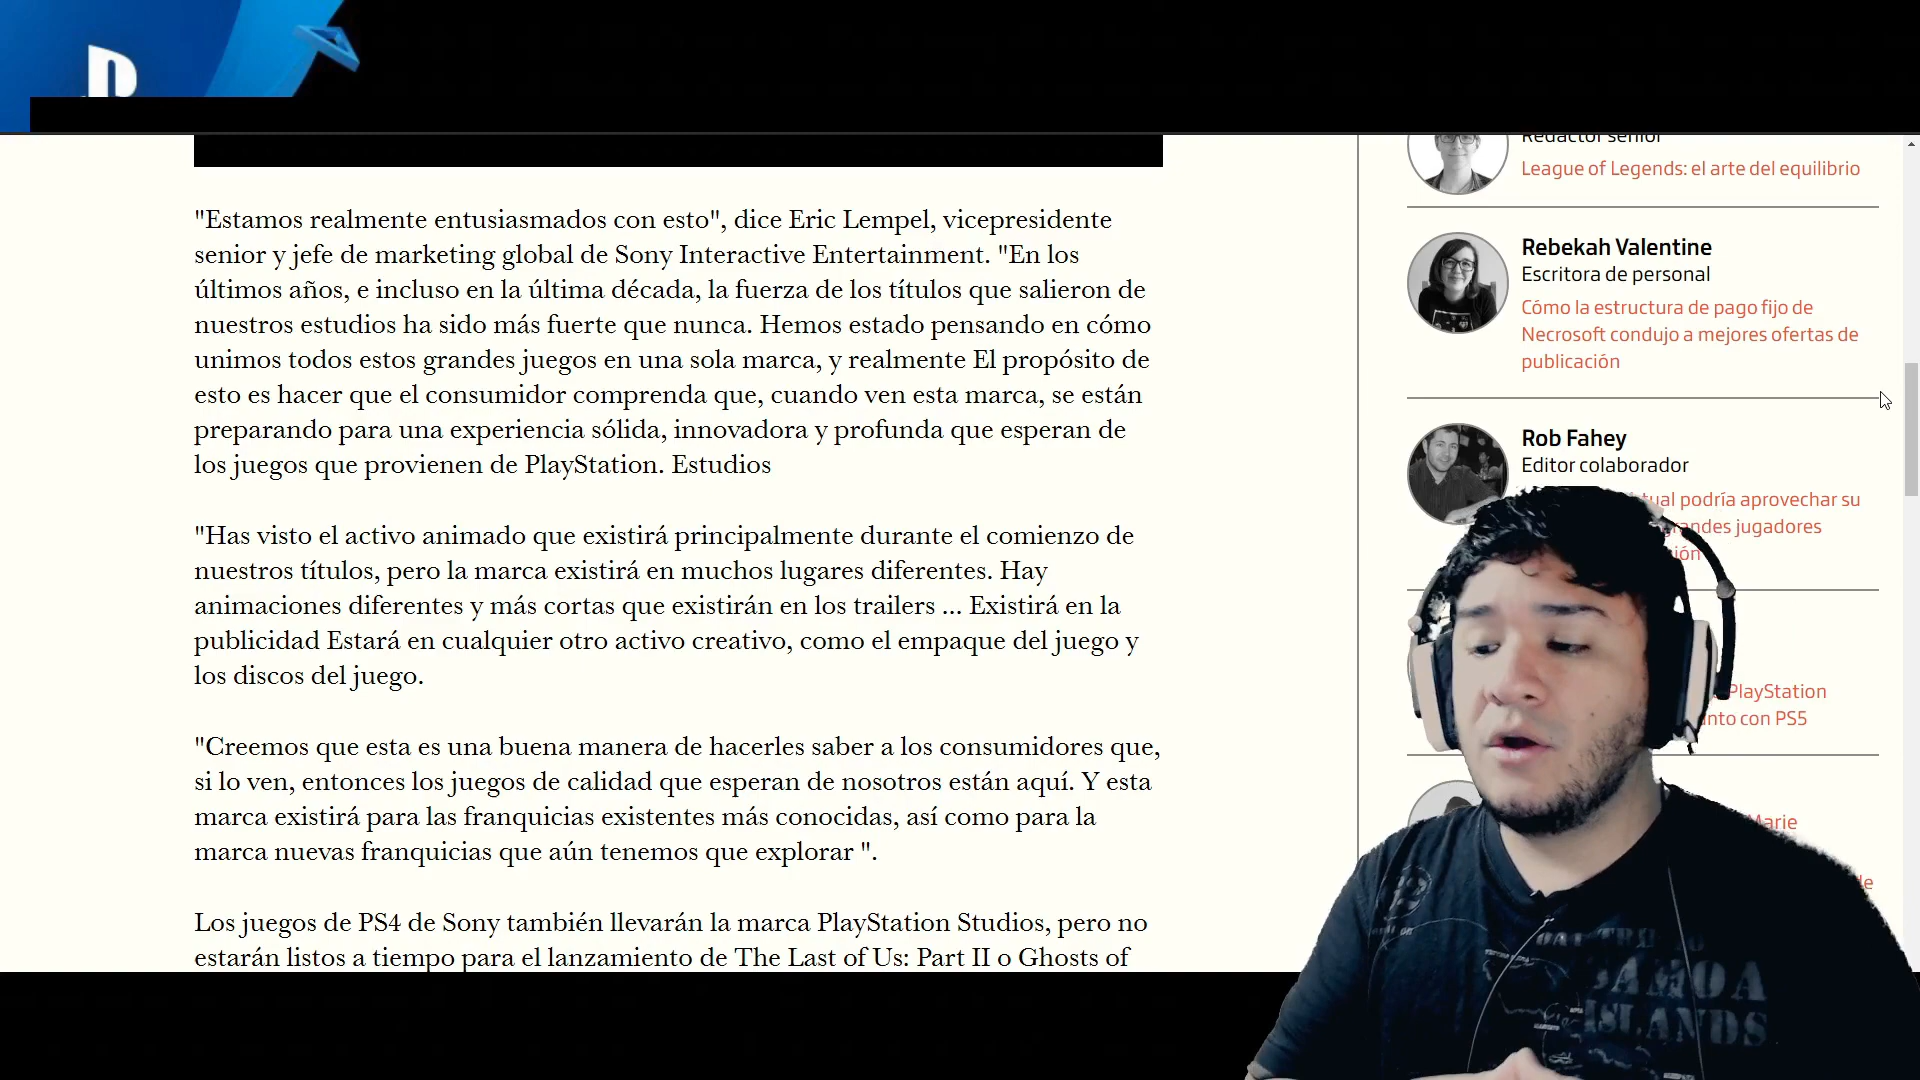 "Estamos realmente entusiasmados con esto", dice Eric Lempel, vicepresidente
senior y jefe de marketing global de Sony Interactive Entertainment. "En los
últimos años, e incluso en la última década, la fuerza de los títulos que salieron de
nuestros estudios ha sido más fuerte que nunca. Hemos estado pensando en cómo
unimos todos estos grandes juegos en una sola marca, y realmente El propósito de
esto es hacer que el consumidor comprenda que, cuando ven esta marca, se están
preparando para una experiencia sólida, innovadora y profunda que esperan de
los juegos que provienen de PlayStation. Estudios
"Has visto el activo animado que existirá principalmente durante el comienzo de
nuestros títulos, pero la marca existirá en muchos lugares diferentes. Hay
animaciones diferentes y más cortas que existirán en los trailers ... Existirá en la
publicidad Estará en cualquier otro activo creativo, como el empaque del juego y
los discos del juego.
"Creemos que esta es una buena manera de hacerles saber a los consumidores que,
si lo ven, entonces los juegos de calidad que esperan de nosotros están aquí. Y esta
marca existirá para las franquicias existentes más conocidas, así como para la
marca nuevas franquicias que aún tenemos que explorar ".
Los juegos de PS4 de Sony también llevarán la marca PlayStation Studios, pero no
estarán listos a tiempo para el lanzamiento de The Last of Us: Part II o Ghosts of
Redactor senior
League of Legends: el arte del equilibrio
Rebekah Valentine
Escritora de personal
Cómo la estructura de pago fijo de
Necrosoft condujo a mejores ofertas de
publicación
Rob Fahey
Editor colaborador
podría aprovechar su
grandes jugadores
PlayStation
con PS5
Marie
SAMOA
ISLANDS